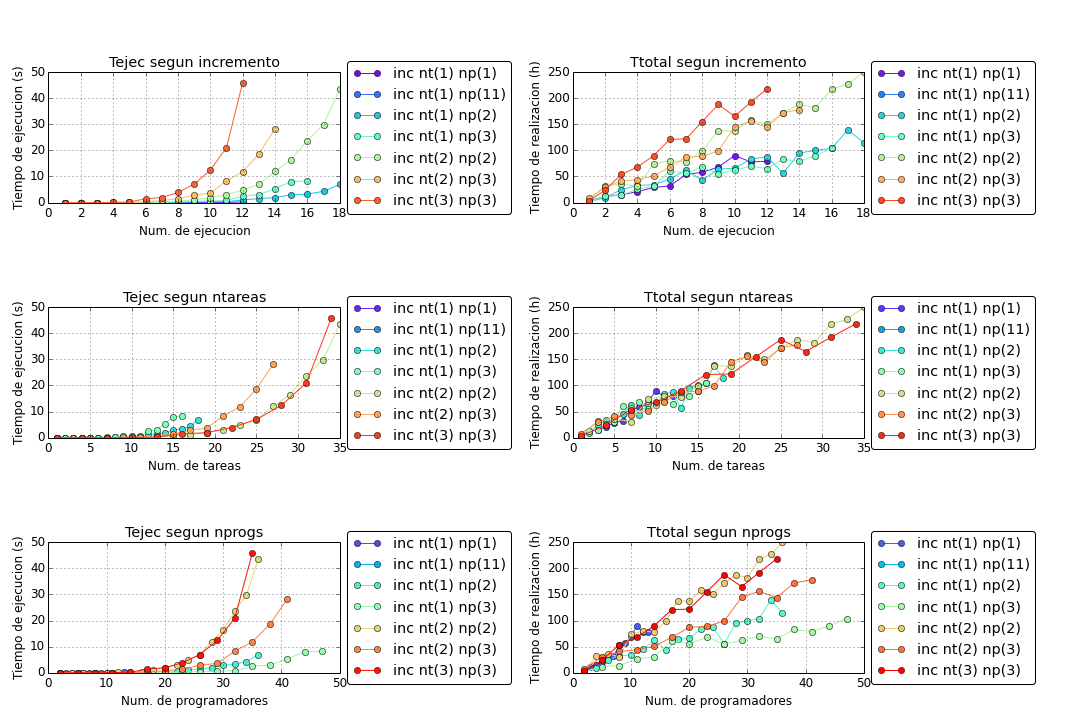 Tejec segun incremento
Tiempo de ejecucion (s)
50
40
30
20
10
0
0 2 4 6 8 10 12 14 16 18
Num. de ejecucion
inc nt(1) np(1)
inc nt(1) np(11)
inc nt(1) np(2)
inc nt(1) np(3)
inc nt(2) np(2)
inc nt(2) np(3)
inc nt(3) np(3)
Ttotal segun incremento
Tiempo de realizacion (h)
250
200
150
100
50
0
0 2 4 6 8 10 12 14 16 18
Num. de ejecucion
inc nt(1) np(1)
inc nt(1) np(11)
inc nt(1) np(2)
inc nt(1) np(3)
inc nt(2) np(2)
inc nt(2) np(3)
inc nt(3) np(3)
Tejec segun ntareas
Tiempo de ejecucion (s)
50
40
30
20
10
0
0 5 10 15 20 25 30 35
Num. de tareas
inc nt(1) np(1)
inc nt(1) np(11)
inc nt(1) np(2)
inc nt(1) np(3)
inc nt(2) np(2)
inc nt(2) np(3)
inc nt(3) np(3)
Ttotal segun ntareas
Tiempo de realizacion (h)
250
200
150
100
50
0
0 5 10 15 20 25 30 35
Num. de tareas
inc nt(1) np(1)
inc nt(1) np(11)
inc nt(1) np(2)
inc nt(1) np(3)
inc nt(2) np(2)
inc nt(2) np(3)
inc nt(3) np(3)
Tejec segun nprogs
Tiempo de ejecucion (s)
50
40
30
20
10
0
0 10 20 30 40 50
Num. de programadores
inc nt(1) np(1)
inc nt(1) np(11)
inc nt(1) np(2)
inc nt(1) np(3)
inc nt(2) np(2)
inc nt(2) np(3)
inc nt(3) np(3)
Ttotal segun nprogs
Tiempo de realizacion (h)
250
200
150
100
50
0
0 10 20 30 40 50
Num. de programadores
inc nt(1) np(1)
inc nt(1) np(11)
inc nt(1) np(2)
inc nt(1) np(3)
inc nt(2) np(2)
inc nt(2) np(3)
inc nt(3) np(3)